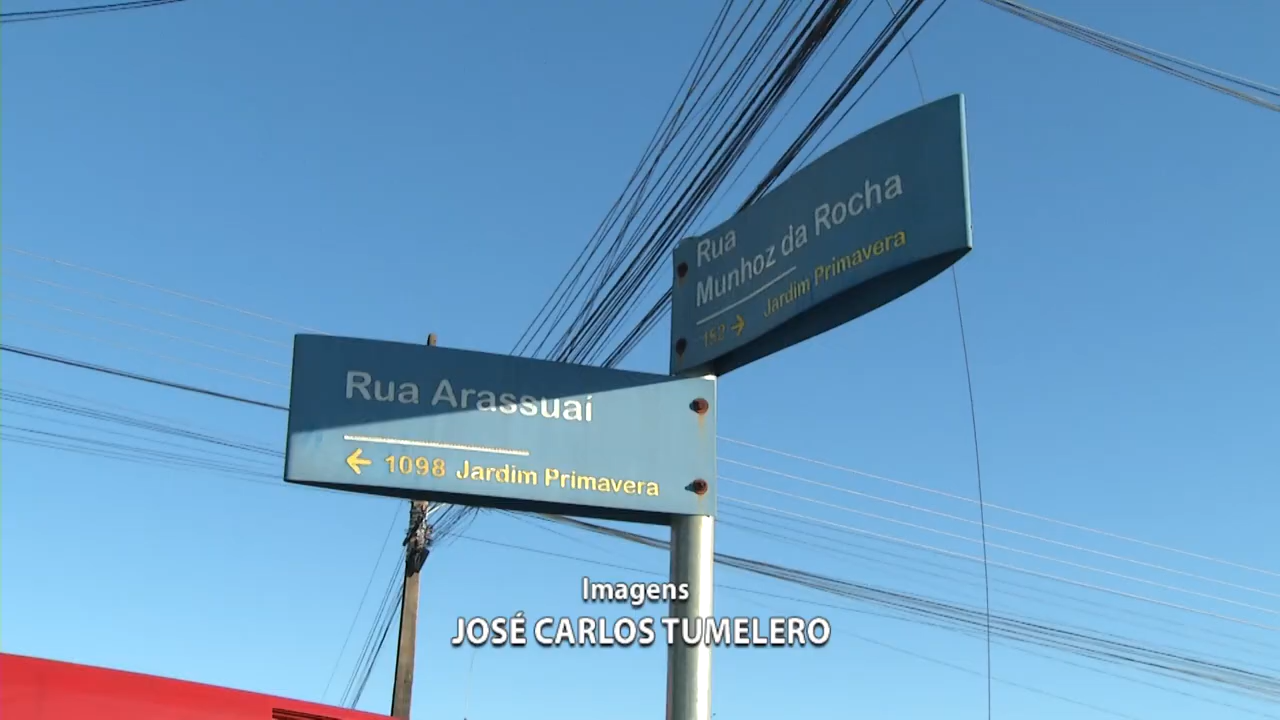 Rua
Munhoz da Rocha
Jardim Primavera
152 →
Rua Arassuaí
← 1098 Jardim Primavera
Imagens
JOSÉ CARLOS TUMELERO